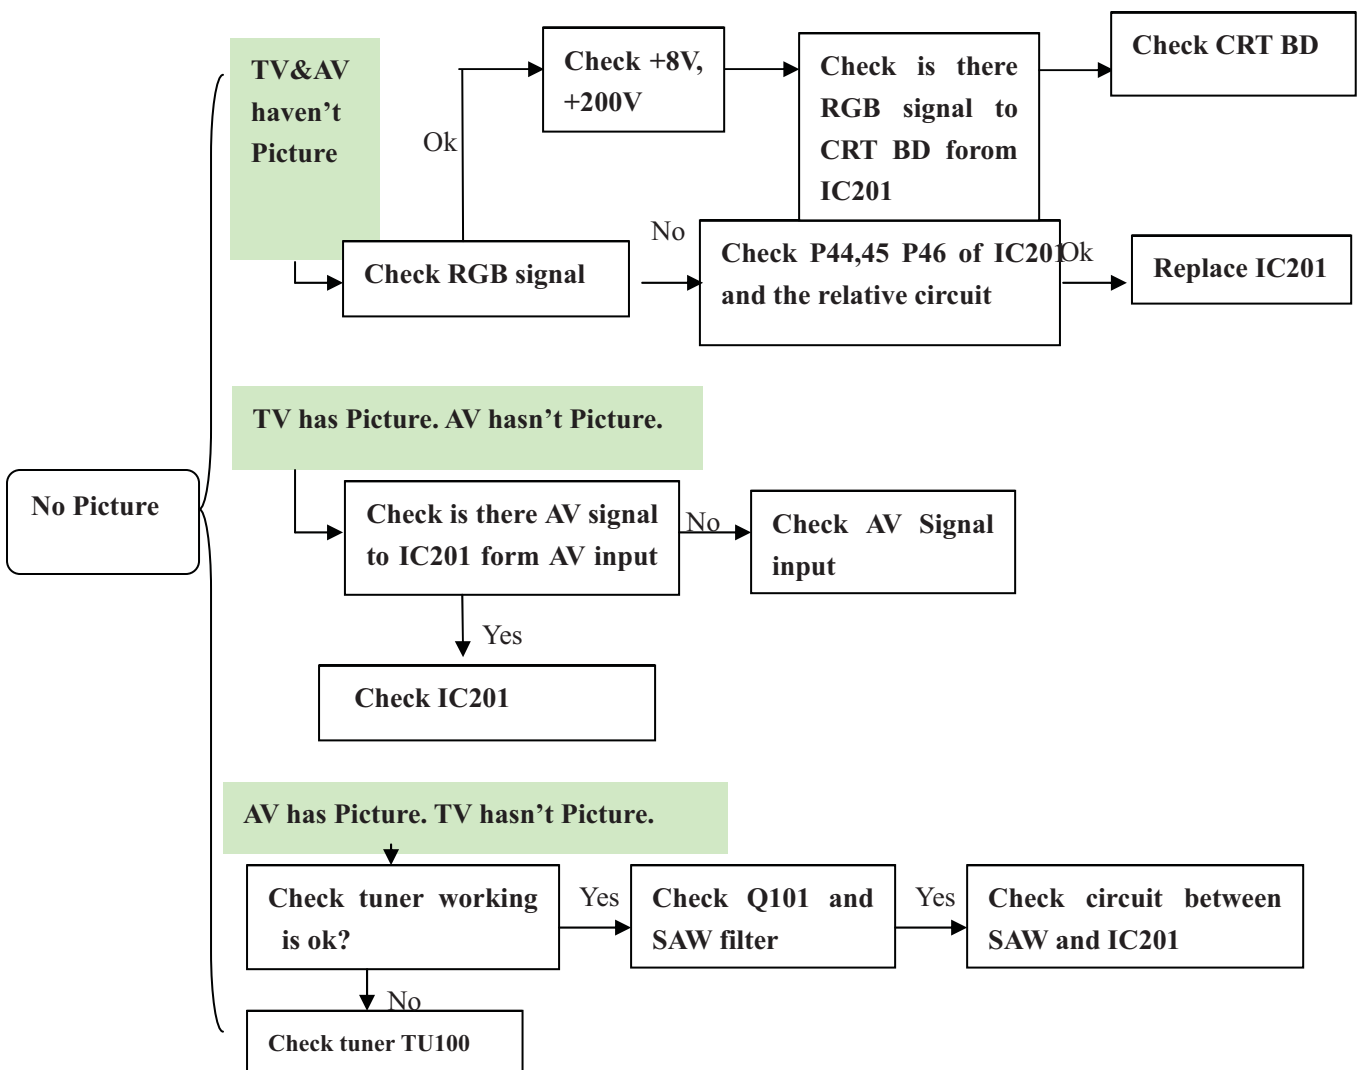 TV&AV
haven’t
Picture
Ok
Check +8V,
+200V
Check is there
RGB signal to
CRT BD forom
IC201
Check CRT BD
Check RGB signal
No
Check P44,45 P46 of IC201
and the relative circuit
Ok
Replace IC201
TV has Picture. AV hasn’t Picture.
No Picture
Check is there AV signal
to IC201 form AV input
No
Check AV Signal
input
Yes
Check IC201
AV has Picture. TV hasn’t Picture.
Check tuner working
is ok?
Yes
Check Q101 and
SAW filter
Yes
Check circuit between
SAW and IC201
No
Check tuner TU100